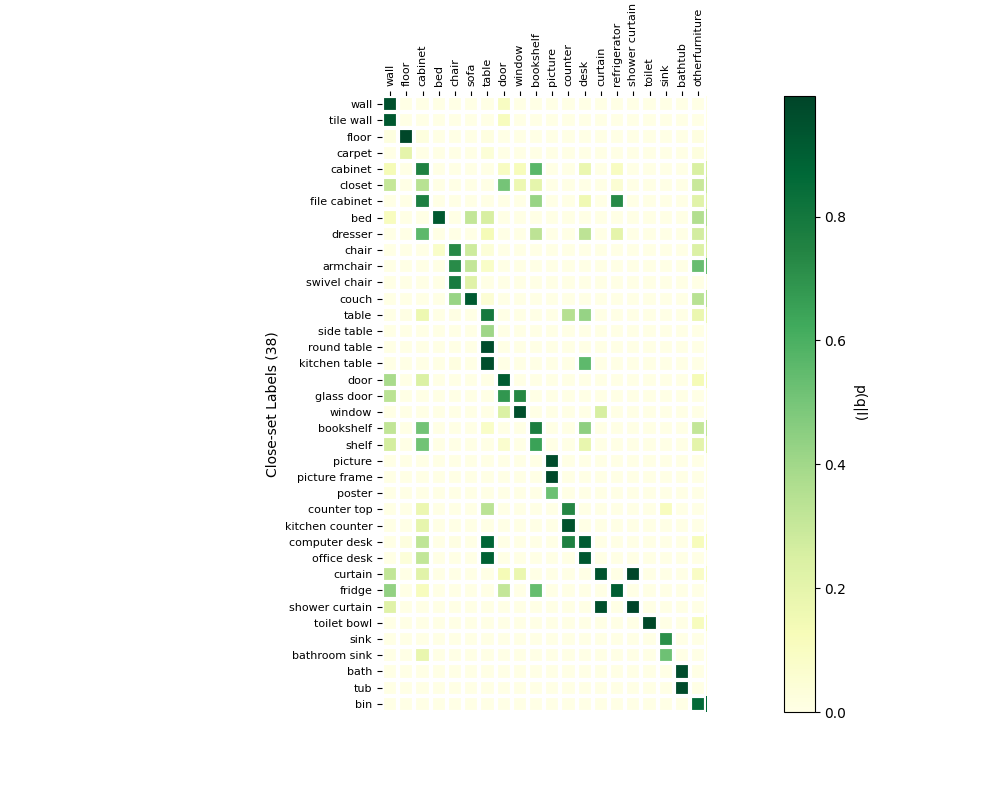 wall
floor
cabinet
bed
chair
sofa
table
door
window
bookshelf
picture
counter
desk
curtain
refrigerator
shower curtain
toilet
sink
bathtub
otherfurniture
Close-set Labels (38)
wall
tile wall
floor
carpet
cabinet
closet
file cabinet
bed
dresser
chair
armchair
swivel chair
couch
table
side table
round table
kitchen table
door
glass door
window
bookshelf
shelf
picture
picture frame
poster
counter top
kitchen counter
computer desk
office desk
curtain
fridge
shower curtain
toilet bowl
sink
bathroom sink
bath
tub
bin
0.8
0.6
0.4
0.2
0.0
p(q|l)